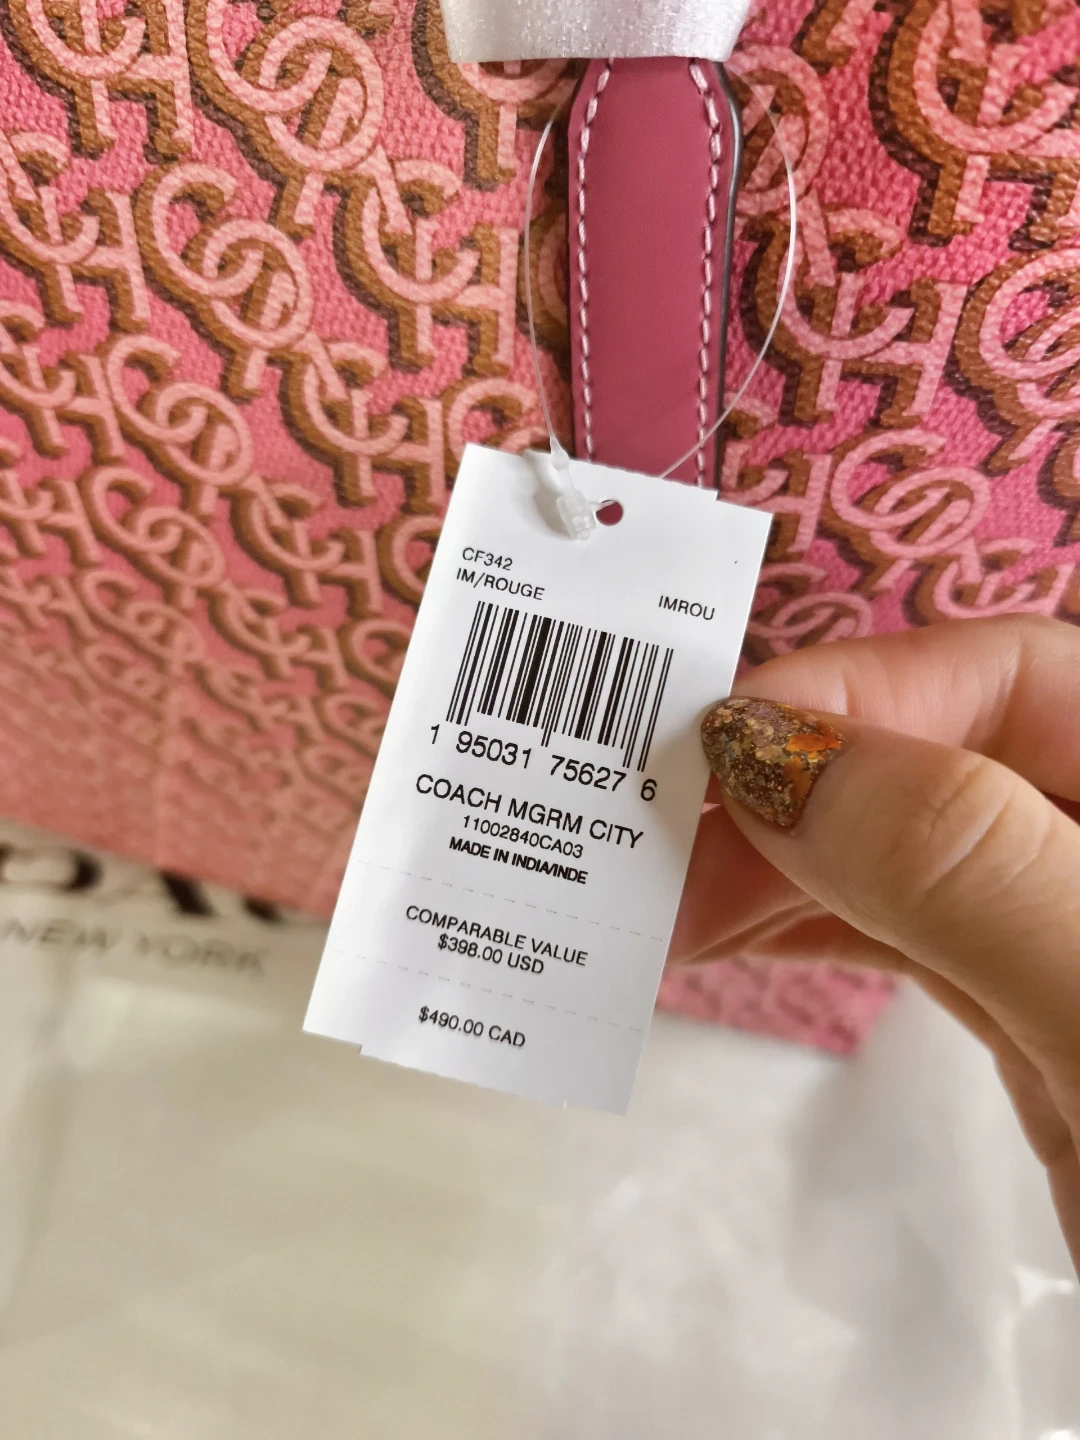 CF342
IM/ROUGE
IMROU
1 95031 75627 6
COACH MGRM CITY
11002840CA03
MADE IN INDIA/INDE
COMPARABLE VALUE
$398.00 USD
$490.00 CAD
NEW YORK